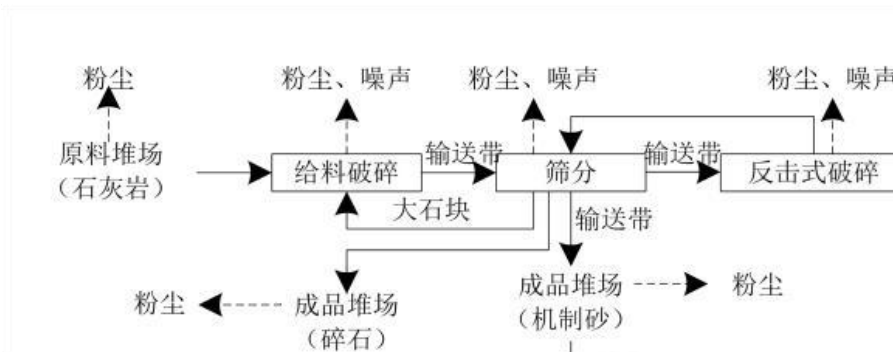 粉尘
粉尘、噪声
粉尘、噪声
粉尘、噪声
原料堆场
（石灰岩）
给料破碎
输送带
筛分
输送带
反击式破碎
大石块
输送带
粉尘
成品堆场
（碎石）
成品堆场
（机制砂）
粉尘